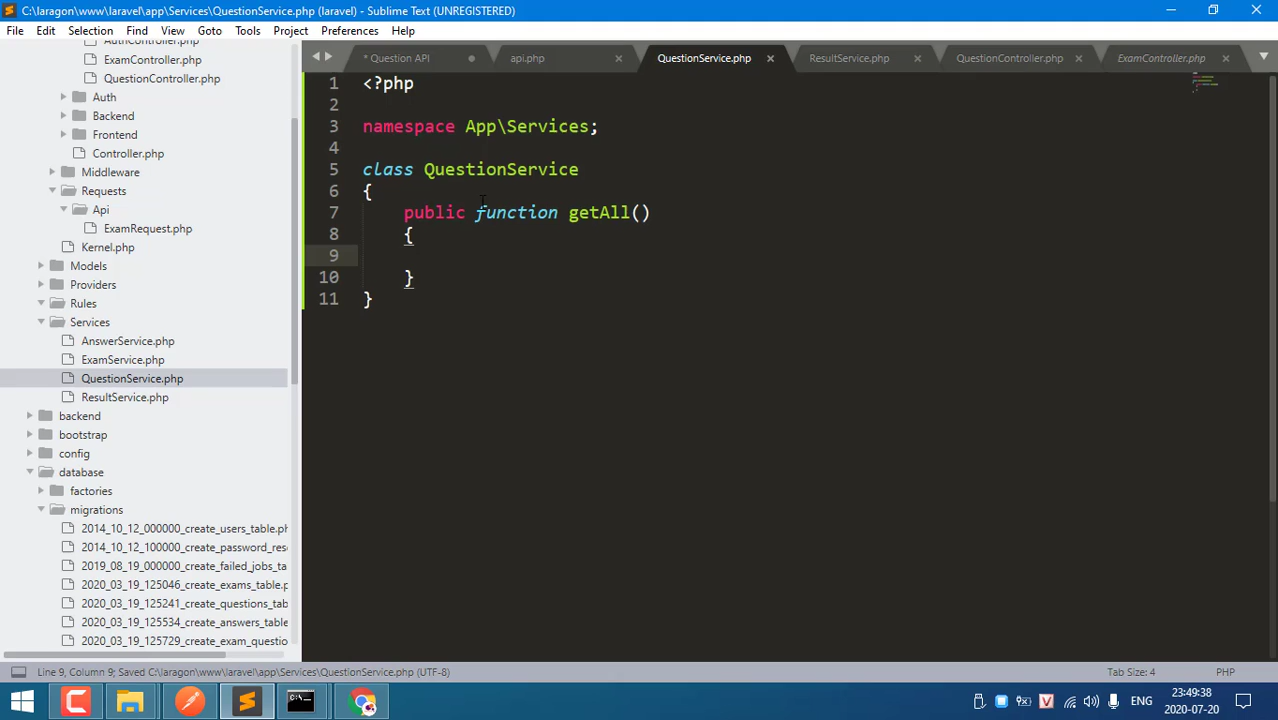 C:\laragon\www\laravel\app\Services\QuestionService.php (laravel) - Sublime Text (UNREGISTERED)
File Edit Selection Find View Goto Tools Project Preferences Help
AuthController.php
ExamController.php
QuestionController.php
Auth
Backend
Frontend
Controller.php
Middleware
Requests
Api
ExamRequest.php
Kernel.php
Models
Providers
Rules
Services
AnswerService.php
ExamService.php
QuestionService.php
ResultService.php
backend
bootstrap
config
database
factories
migrations
2014_10_12_000000_create_users_table.ph
2014_10_12_100000_create_password_res
2019_08_19_000000_create_failed_jobs_ta
2020_03_19_125046_create_exams_table.p
2020_03_19_125241_create_questions_tab
2020_03_19_125534_create_answers_table
2020_03_19_125729_create_exam_questio
* Question API api.php QuestionService.php ResultService.php QuestionController.php ExamController.php
1 <?php
2
3 namespace App\Services;
4
5 class QuestionService
6 {
7 public function getAll()
8 {
9
10 }
11 }
Line 9, Column 9; Saved C:\laragon\www\laravel\app\Services\QuestionService.php (UTF-8) Tab Size: 4 PHP
ENG
23:49:38
2020-07-20